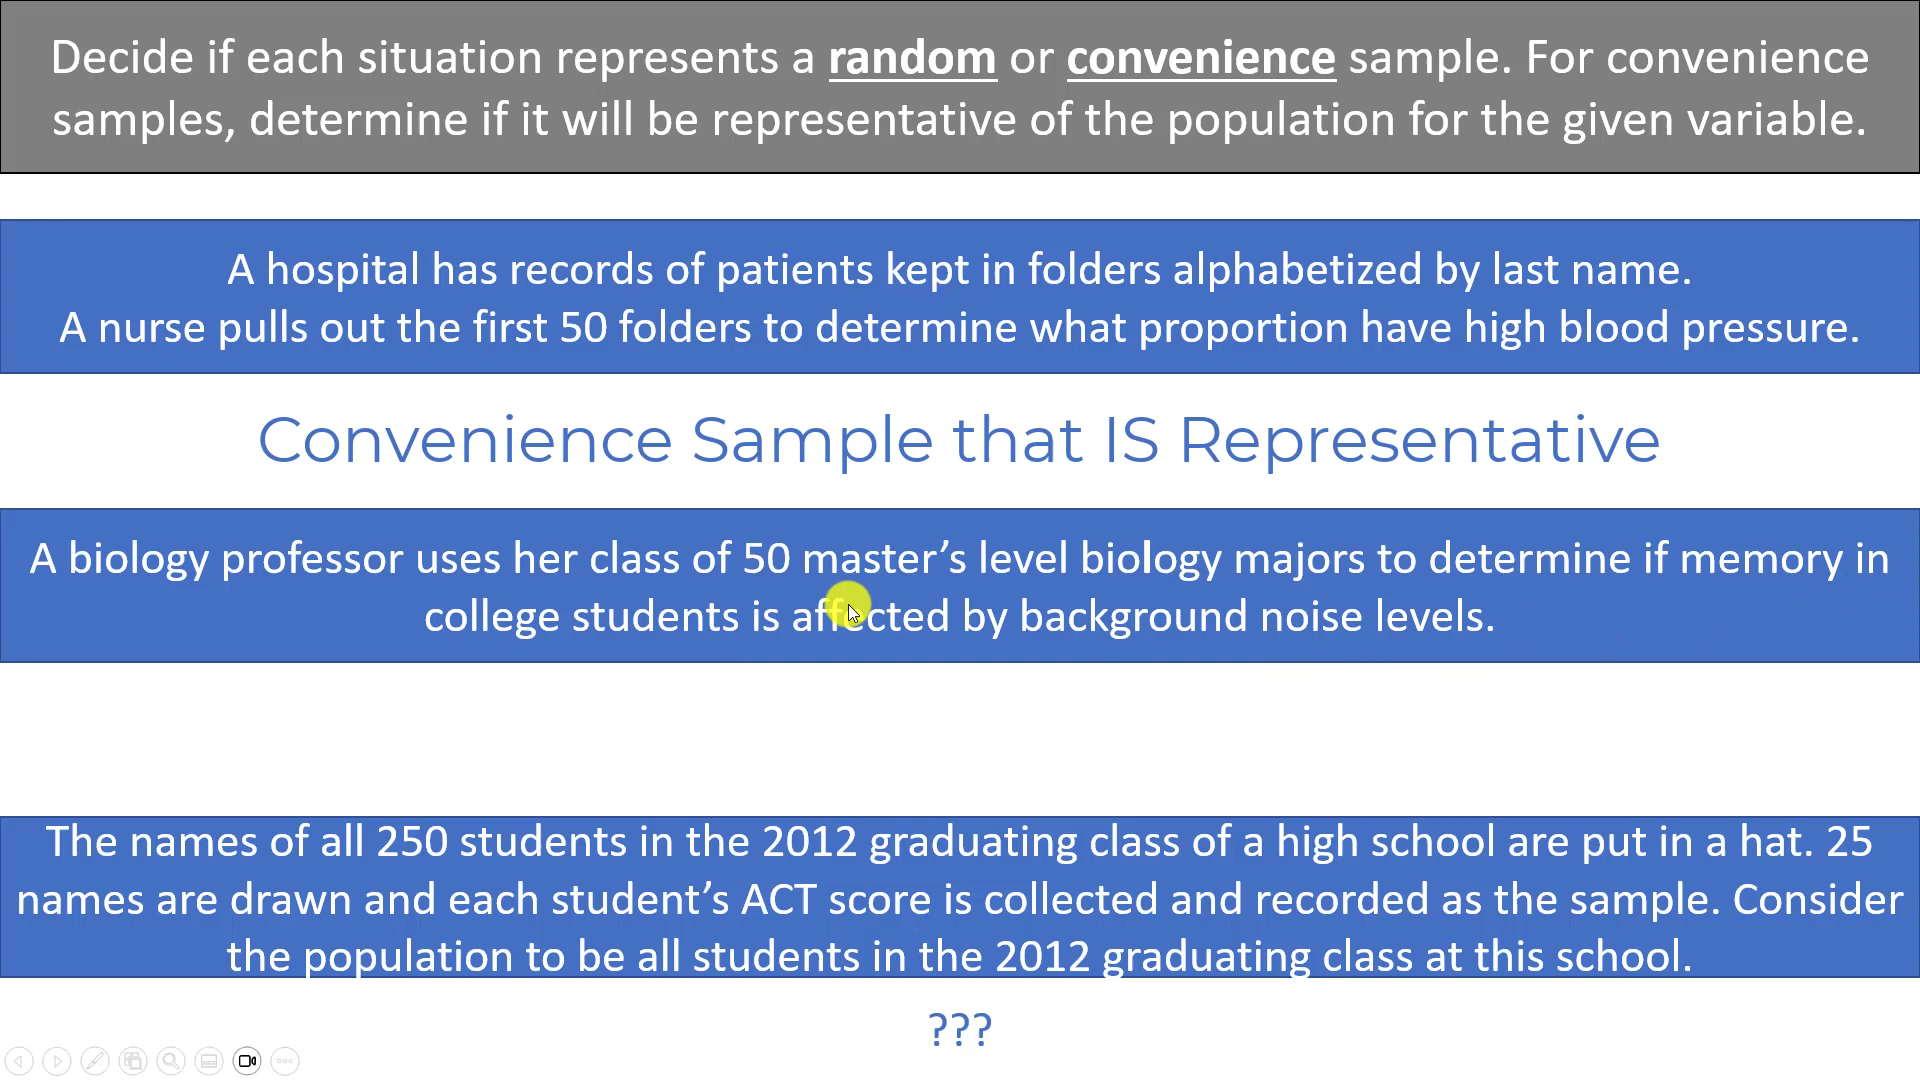 Decide if each situation represents a random or convenience sample. For convenience
samples, determine if it will be representative of the population for the given variable.
A hospital has records of patients kept in folders alphabetized by last name.
A nurse pulls out the first 50 folders to determine what proportion have high blood pressure.
Convenience Sample that IS Representative
A biology professor uses her class of 50 master’s level biology majors to determine if memory in
college students is affected by background noise levels.
The names of all 250 students in the 2012 graduating class of a high school are put in a hat. 25
names are drawn and each student’s ACT score is collected and recorded as the sample. Consider
the population to be all students in the 2012 graduating class at this school.
???